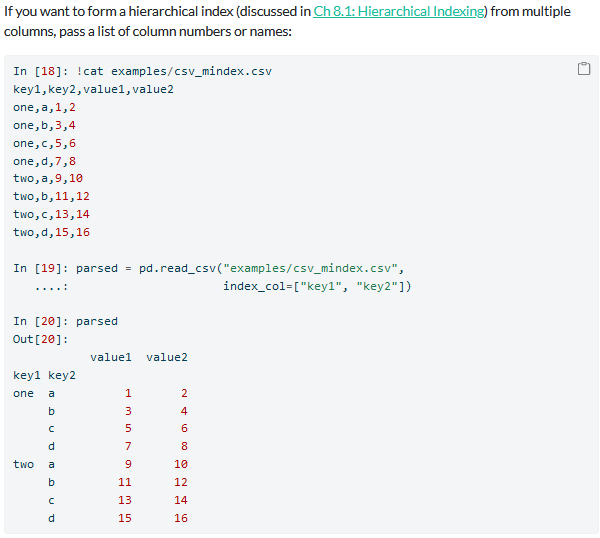 If you want to form a hierarchical index (discussed in Ch 8.1: Hierarchical Indexing) from multiple
columns, pass a list of column numbers or names:
In [18]: !cat examples/csv_mindex.csv
key1,key2,value1,value2
one,a,1,2
one,b,3,4
one,c,5,6
one,d,7,8
two,a,9,10
two,b,11,12
two,c,13,14
two,d,15,16
In [19]: parsed = pd.read_csv("examples/csv_mindex.csv",
   ....:                      index_col=["key1", "key2"])
In [20]: parsed
Out[20]:
           value1  value2
key1 key2
one  a          1       2
     b          3       4
     c          5       6
     d          7       8
two  a          9      10
     b         11      12
     c         13      14
     d         15      16